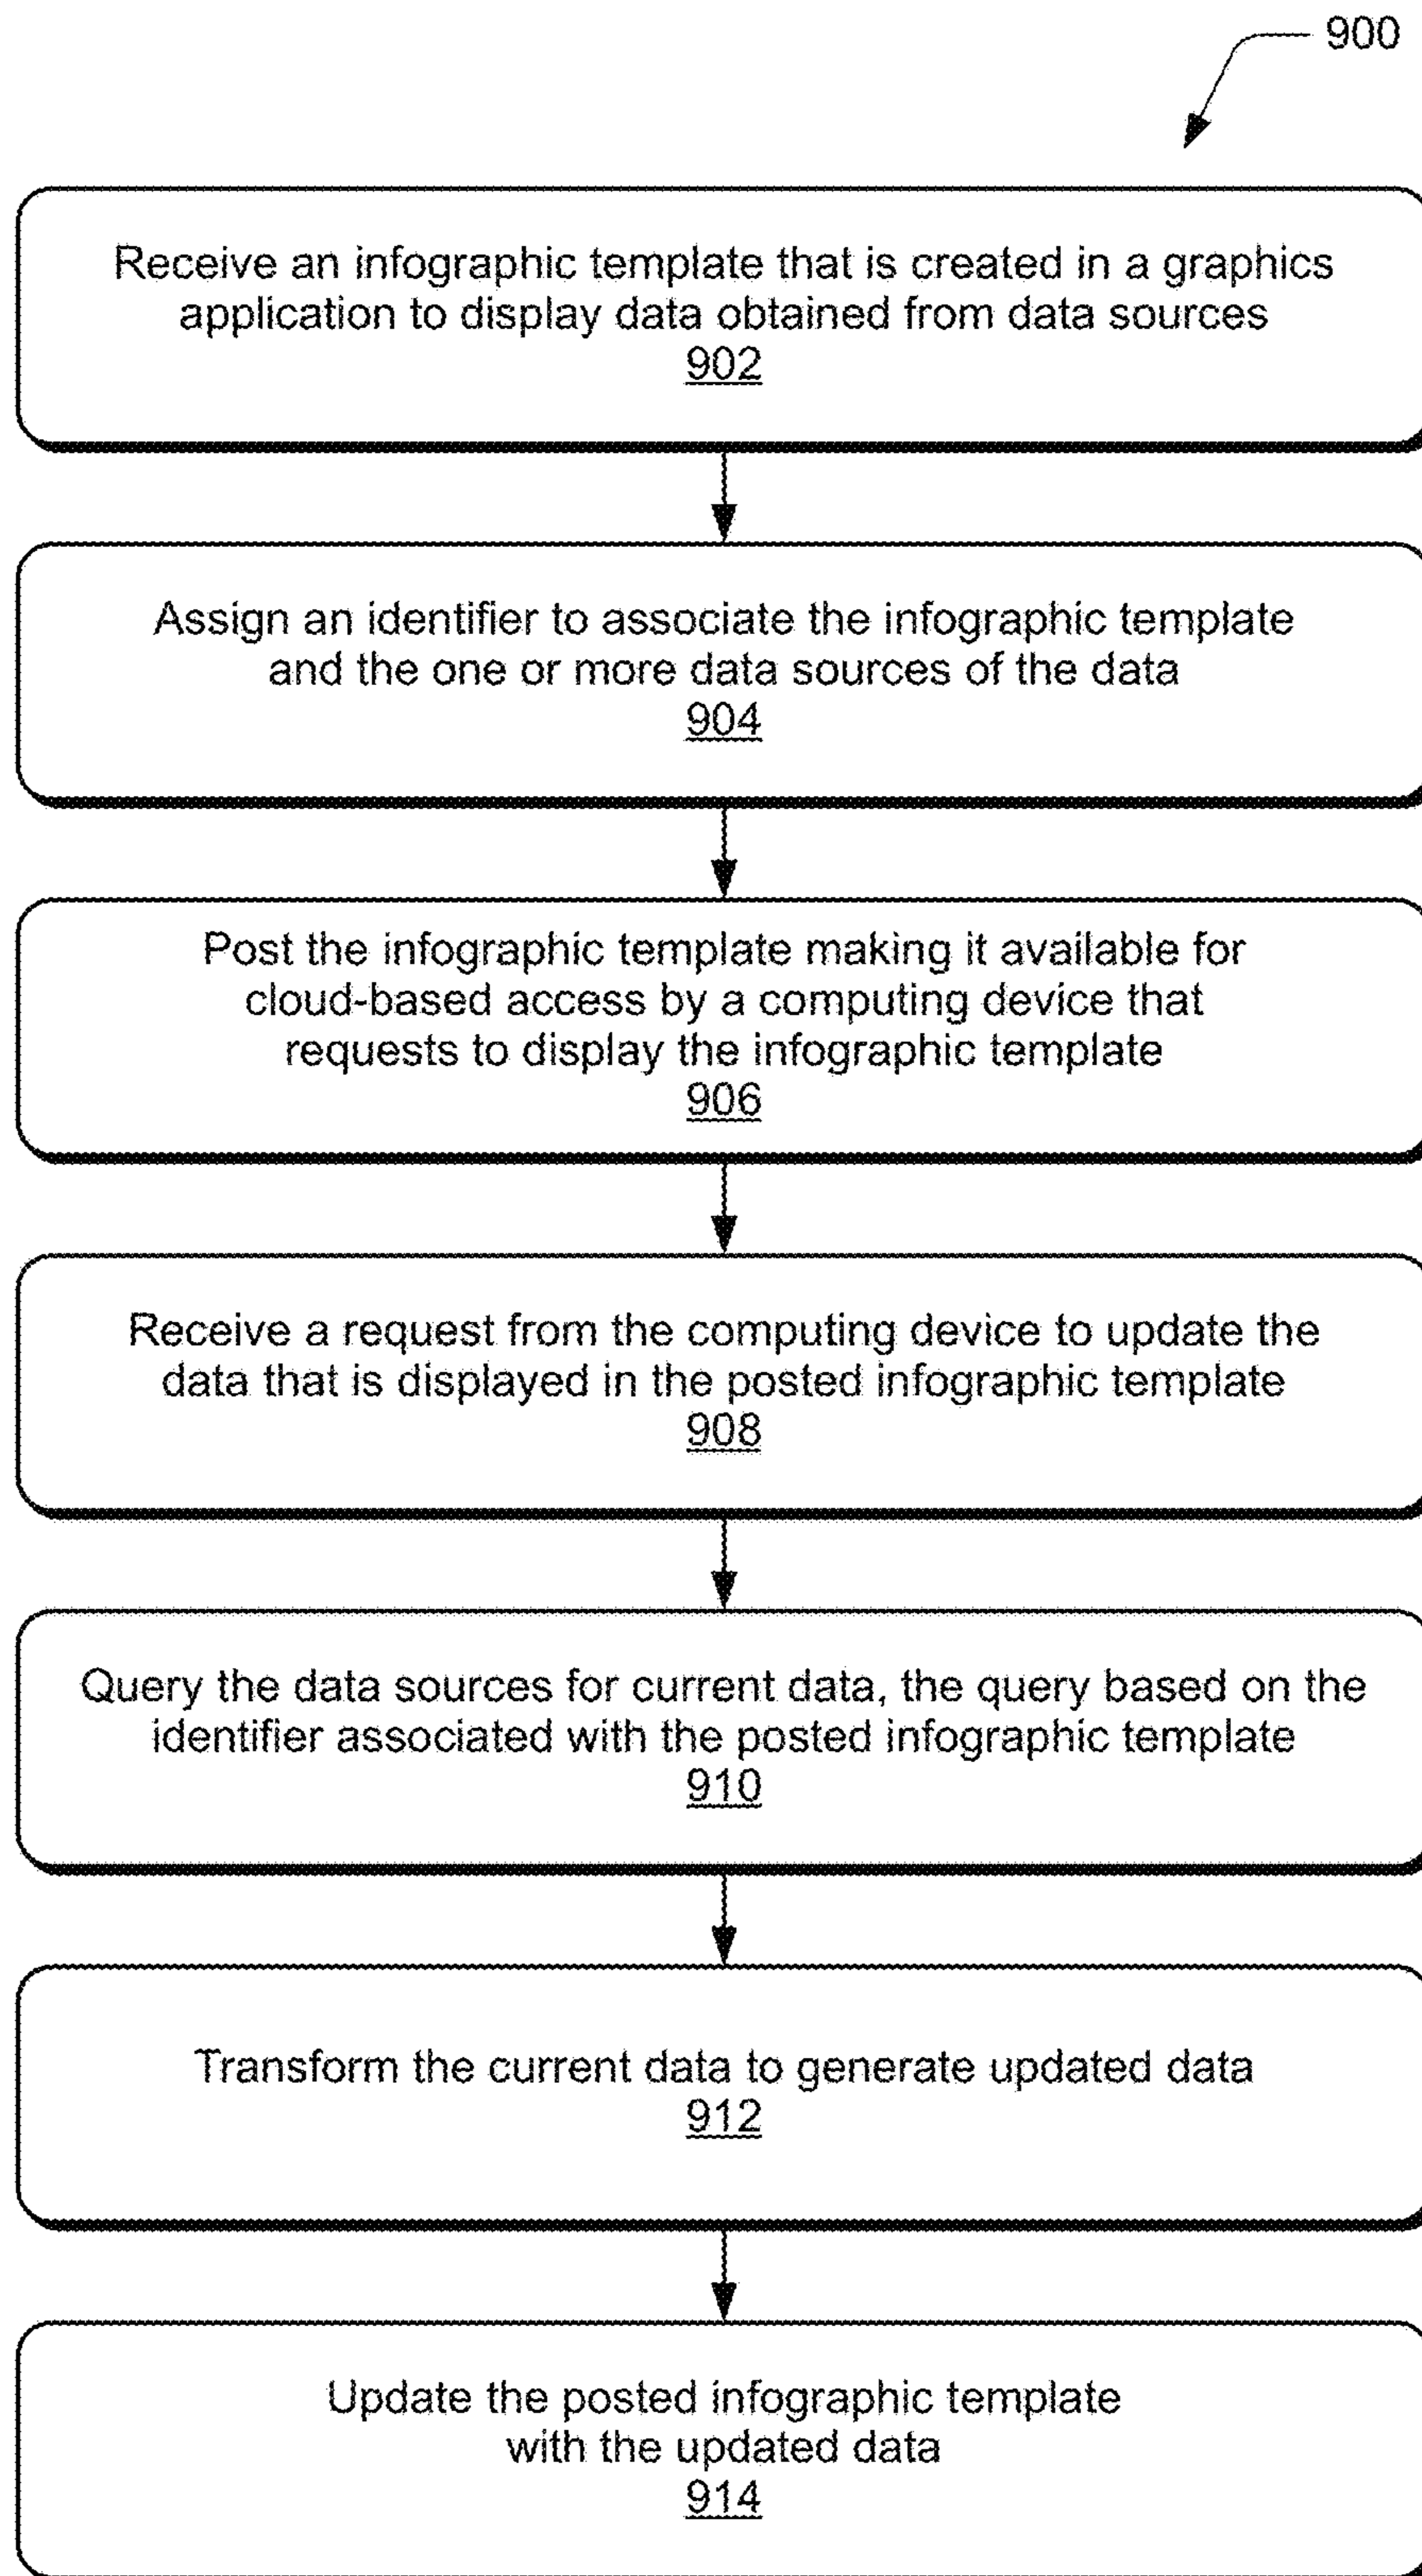 900
Receive an infographic template that is created in a graphics
application to display data obtained from data sources
902
Assign an identifier to associate the infographic template
and the one or more data sources of the data
904
Post the infographic template making it available for
cloud-based access by a computing device that
requests to display the infographic template
906
Receive a request from the computing device to update the
data that is displayed in the posted infographic template
908
Query the data sources for current data, the query based on the
identifier associated with the posted infographic template
910
Transform the current data to generate updated data
912
Update the posted infographic template
with the updated data
914